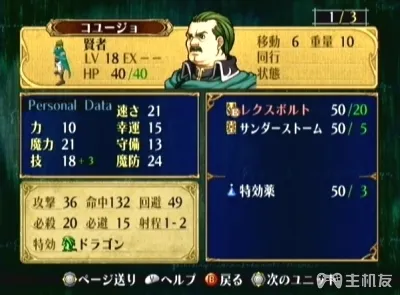 コユージョ
1/3
賢者
LV 18 EX --
HP 40/40
移動 6 重量 10
同行
状態
Personal Data
速さ 21
力 10
幸運 15
魔力 21
守備 13
技 18+3
魔防 24
レクスボルト 50/20
サンダーストーム 50/ 5
特効薬 50/ 3
攻撃 36 命中132 回避 49
必殺 20 必避 15 射程1-2
特効 ドラゴン
ページ送り
ヘルプ
B 戻る
次のユニット
主机友